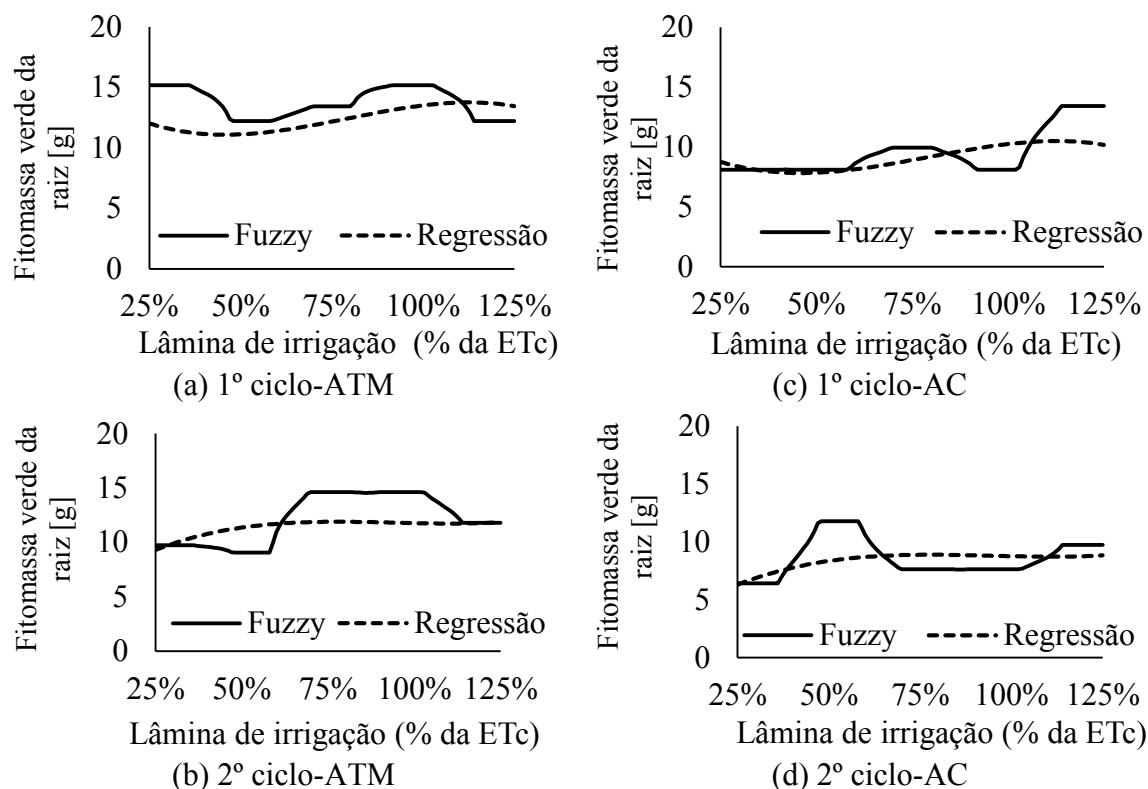 Fitomassa verde da
raiz [g]
20
15
10
5
0
Fuzzy
Regressão
25% 50% 75% 100% 125%
Lâmina de irrigação (% da ETc)
(a) 1º ciclo-ATM
Fitomassa verde da
raiz [g]
20
15
10
5
0
Fuzzy
Regressão
25% 50% 75% 100% 125%
Lâmina de irrigação (% da ETc)
(c) 1º ciclo-AC
Fitomassa verde da
raiz [g]
20
15
10
5
0
Fuzzy
Regressão
25% 50% 75% 100% 125%
Lâmina de irrigação (% da ETc)
(b) 2º ciclo-ATM
Fitomassa verde da
raiz [g]
20
15
10
5
0
Fuzzy
Regressão
25% 50% 75% 100% 125%
Lâmina de irrigação (% da ETc)
(d) 2º ciclo-AC